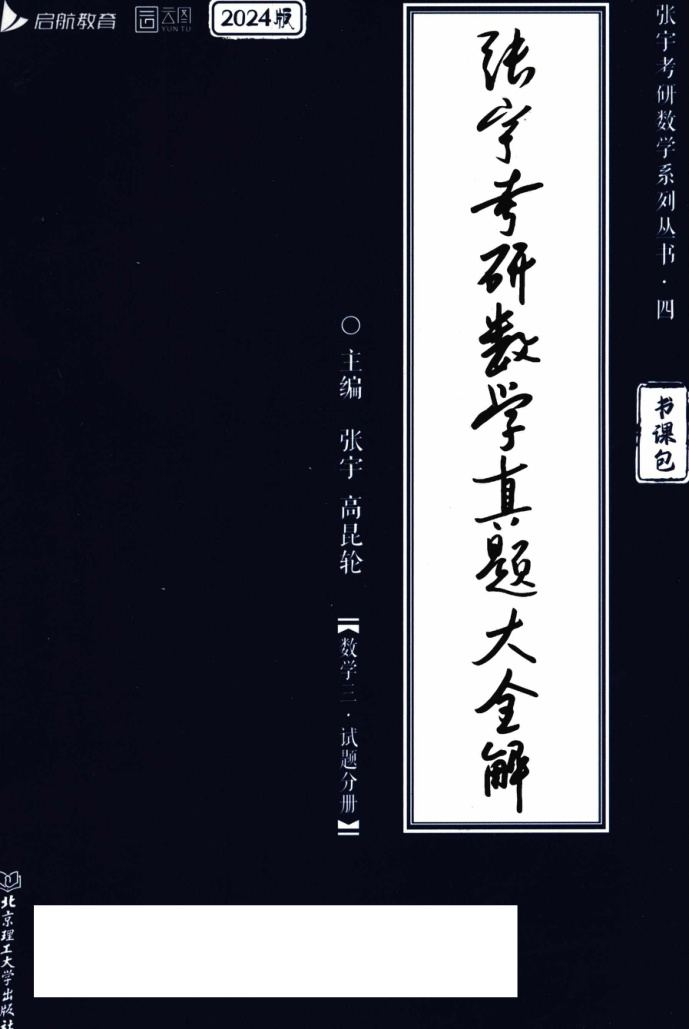 启航教育
云图
YUN TU
2024版
张宇考研数学系列丛书·四
张宇考研数学真题大全解
书课包
○ 主编 张宇 高昆轮
【数学三·试题分册】
北京理工大学出版社